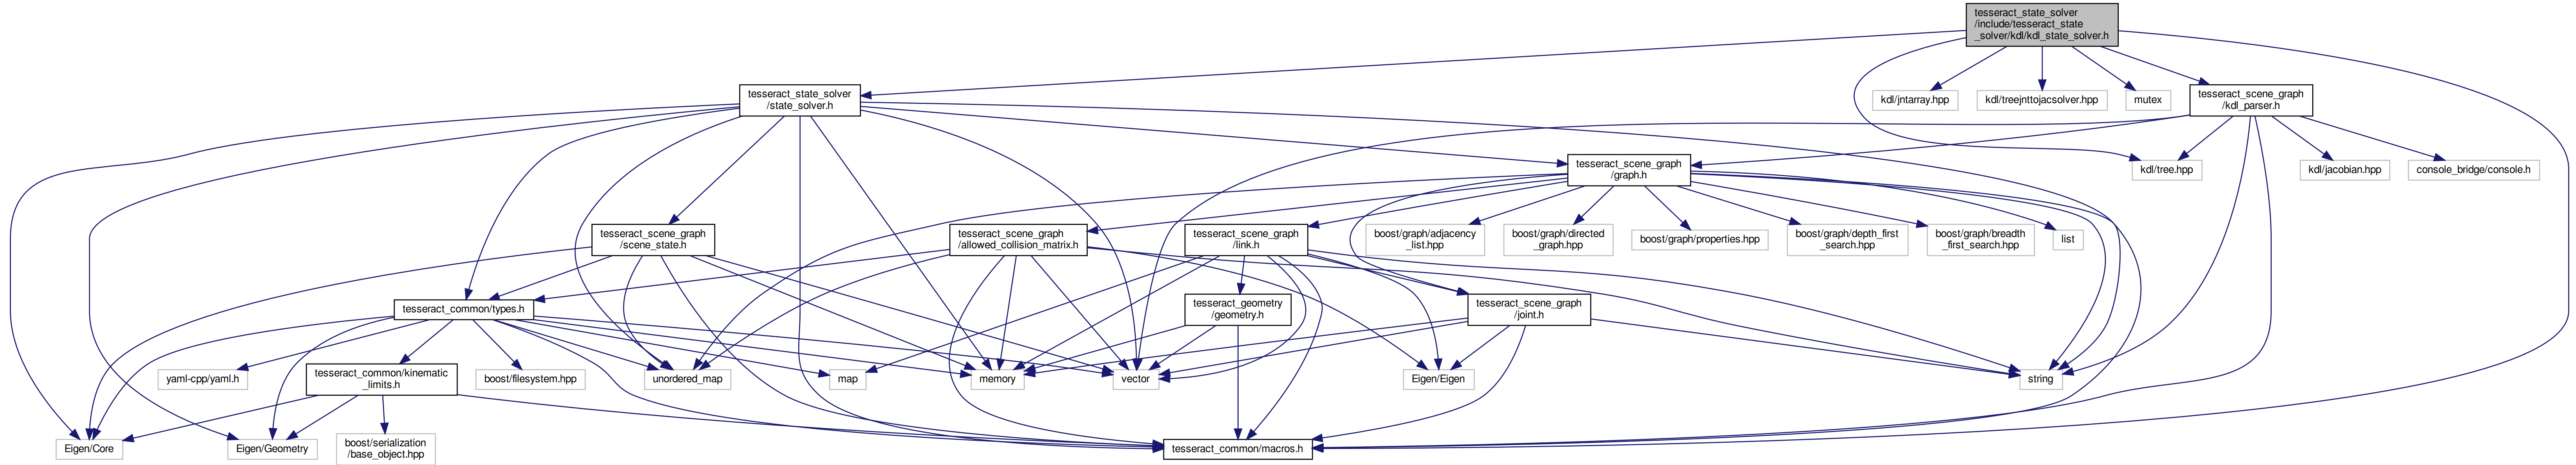 tesseract_state_solver
/include/tesseract_state
_solver/kdl/kdl_state_solver.h
tesseract_state_solver
/state_solver.h
kdl/jntarray.hpp
kdl/treejnttojacsolver.hpp
mutex
tesseract_scene_graph
/kdl_parser.h
tesseract_scene_graph
/graph.h
kdl/tree.hpp
kdl/jacobian.hpp
console_bridge/console.h
tesseract_scene_graph
/scene_state.h
tesseract_scene_graph
/allowed_collision_matrix.h
tesseract_scene_graph
/link.h
boost/graph/adjacency
_list.hpp
boost/graph/directed
_graph.hpp
boost/graph/properties.hpp
boost/graph/depth_first
_search.hpp
boost/graph/breadth
_first_search.hpp
list
tesseract_common/types.h
tesseract_geometry
/geometry.h
tesseract_scene_graph
/joint.h
yaml-cpp/yaml.h
tesseract_common/kinematic
_limits.h
boost/filesystem.hpp
unordered_map
map
memory
vector
Eigen/Eigen
string
Eigen/Core
Eigen/Geometry
boost/serialization
/base_object.hpp
tesseract_common/macros.h